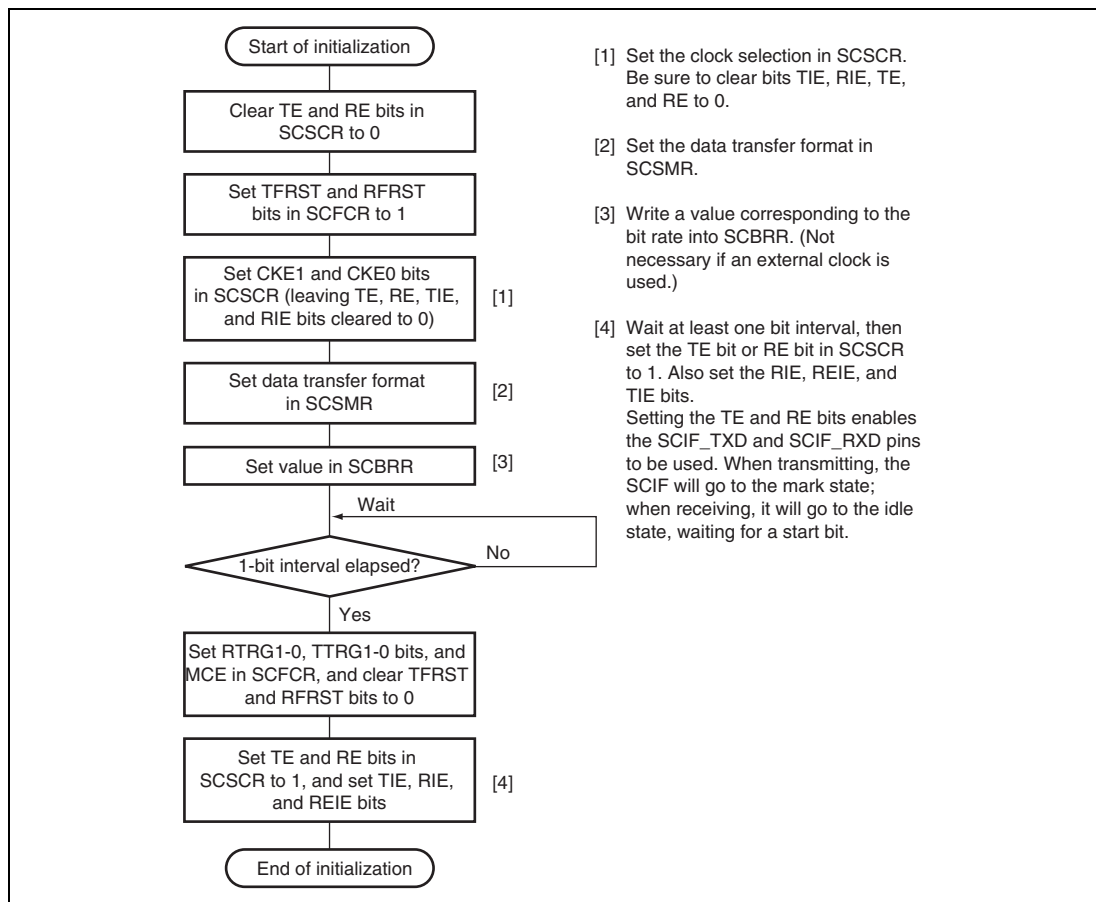 Start of initialization
Clear TE and RE bits in
SCSCR to 0
Set TFRST and RFRST
bits in SCFCR to 1
Set CKE1 and CKE0 bits
in SCSCR (leaving TE, RE, TIE,
and RIE bits cleared to 0)
[1]
Set data transfer format
in SCSMR
[2]
Set value in SCBRR
[3]
Wait
1-bit interval elapsed?
No
Yes
Set RTRG1-0, TTRG1-0 bits, and
MCE in SCFCR, and clear TFRST
and RFRST bits to 0
Set TE and RE bits in
SCSCR to 1, and set TIE, RIE,
and REIE bits
[4]
End of initialization
[1] Set the clock selection in SCSCR.
Be sure to clear bits TIE, RIE, TE,
and RE to 0.
[2] Set the data transfer format in
SCSMR.
[3] Write a value corresponding to the
bit rate into SCBRR. (Not
necessary if an external clock is
used.)
[4] Wait at least one bit interval, then
set the TE bit or RE bit in SCSCR
to 1. Also set the RIE, REIE, and
TIE bits.
Setting the TE and RE bits enables
the SCIF_TXD and SCIF_RXD pins
to be used. When transmitting, the
SCIF will go to the mark state;
when receiving, it will go to the idle
state, waiting for a start bit.